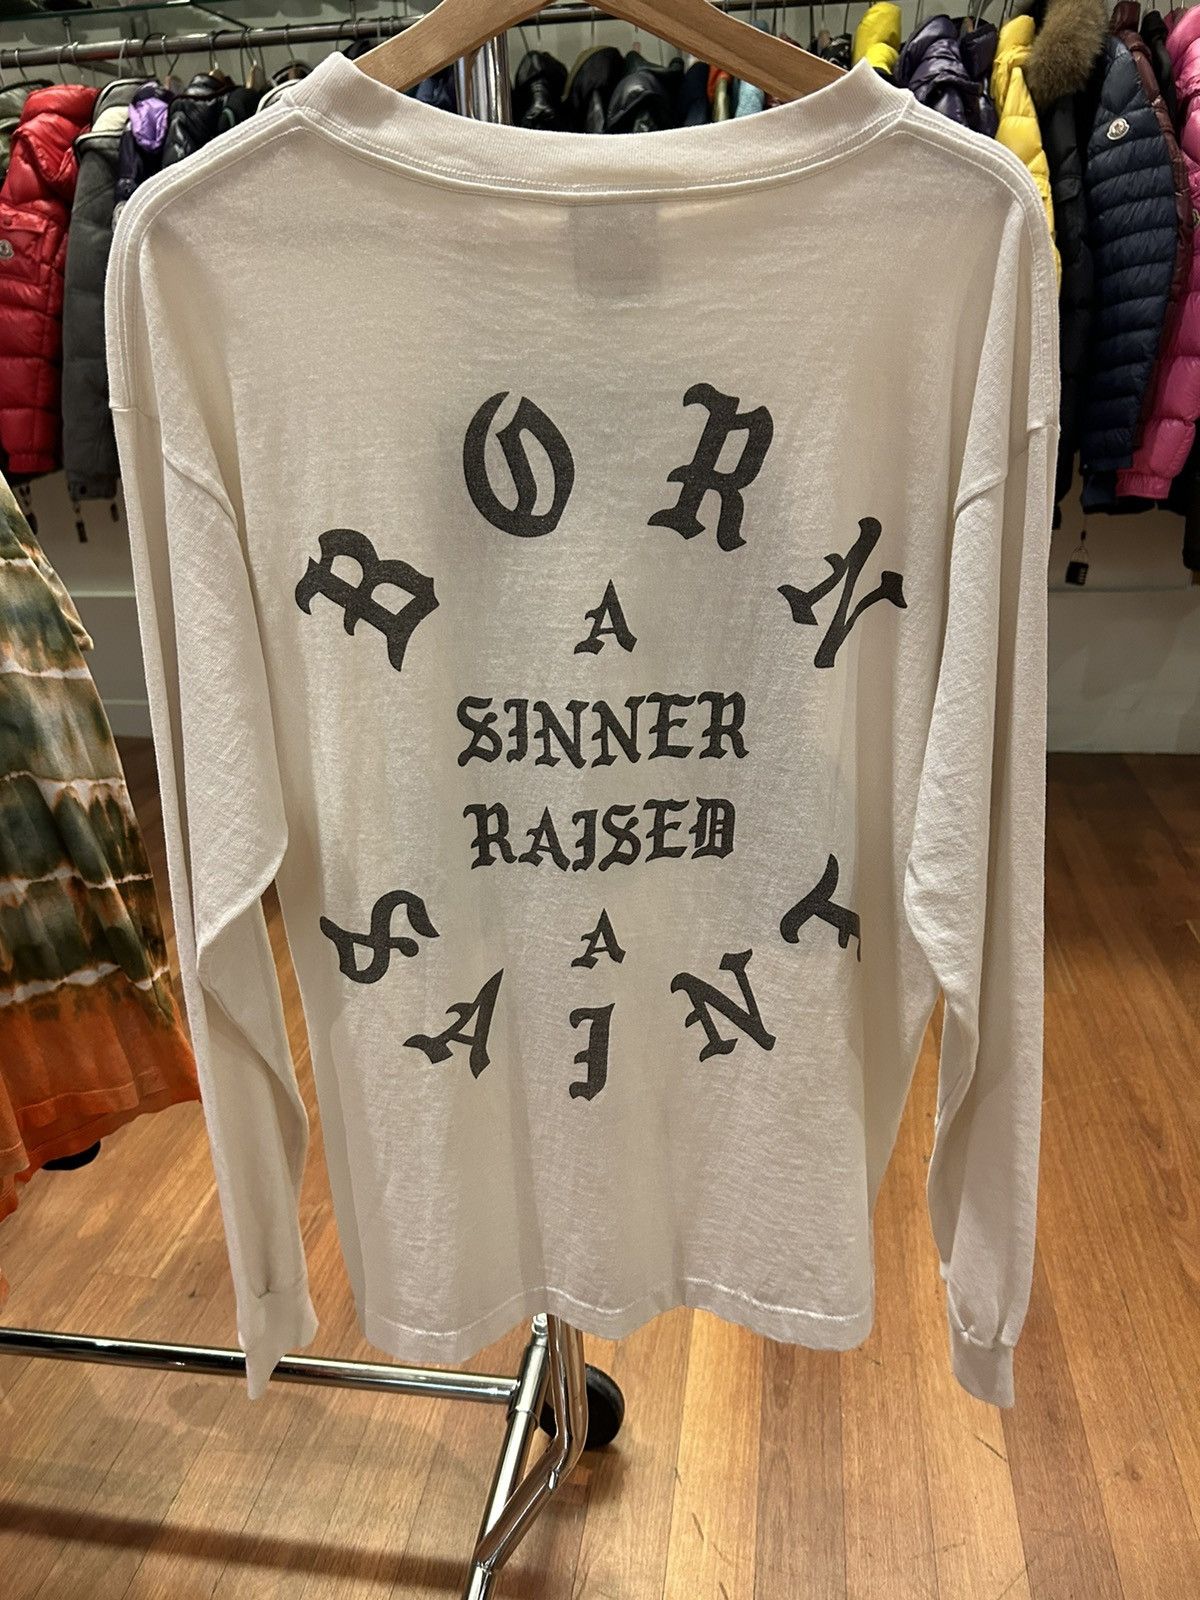 BORN
A
SINNER
RAISED
A
SAINT